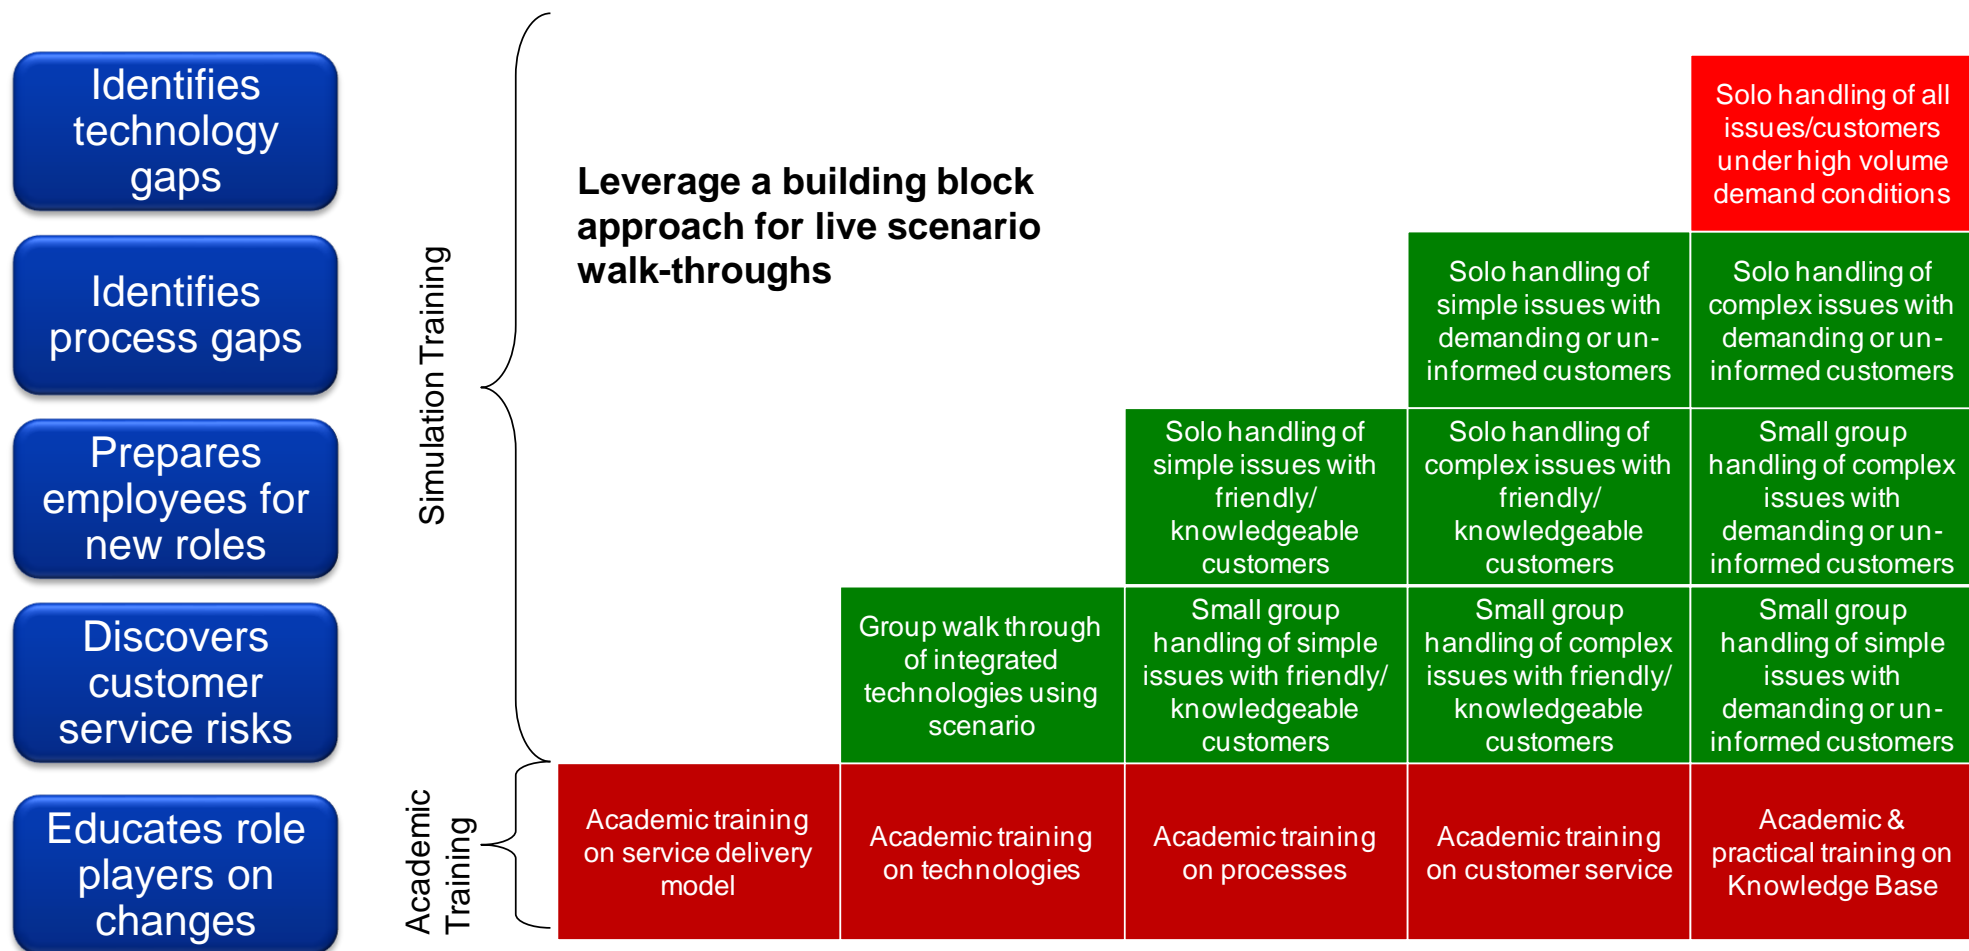 Identifies
technology
gaps
Identifies
process gaps
Prepares
employees for
new roles
Discovers
customer
service risks
Educates role
players on
changes
Simulation Training
Academic
Training
Leverage a building block
approach for live scenario
walk-throughs
Solo handling of all
issues/customers
under high volume
demand conditions
Solo handling of
simple issues with
demanding or un-
informed customers
Solo handling of
complex issues with
demanding or un-
informed customers
Solo handling of
simple issues with
friendly/
knowledgeable
customers
Solo handling of
complex issues with
friendly/
knowledgeable
customers
Small group
handling of complex
issues with
demanding or un-
informed customers
Group walk through
of integrated
technologies using
scenario
Small group
handling of simple
issues with friendly/
knowledgeable
customers
Small group
handling of complex
issues with friendly/
knowledgeable
customers
Small group
handling of simple
issues with
demanding or un-
informed customers
Academic training
on service delivery
model
Academic training
on technologies
Academic training
on processes
Academic training
on customer service
Academic &
practical training on
Knowledge Base